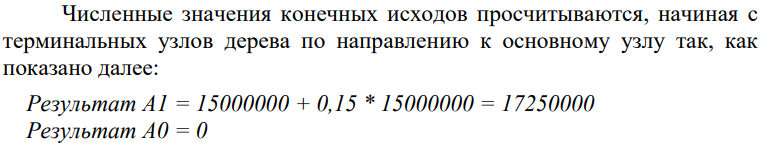 Численные значения конечных исходов просчитываются, начиная с
терминальных узлов дерева по направлению к основному узлу так, как
показано далее:
Результат A1 = 15000000 + 0,15 * 15000000 = 17250000
Результат A0 = 0